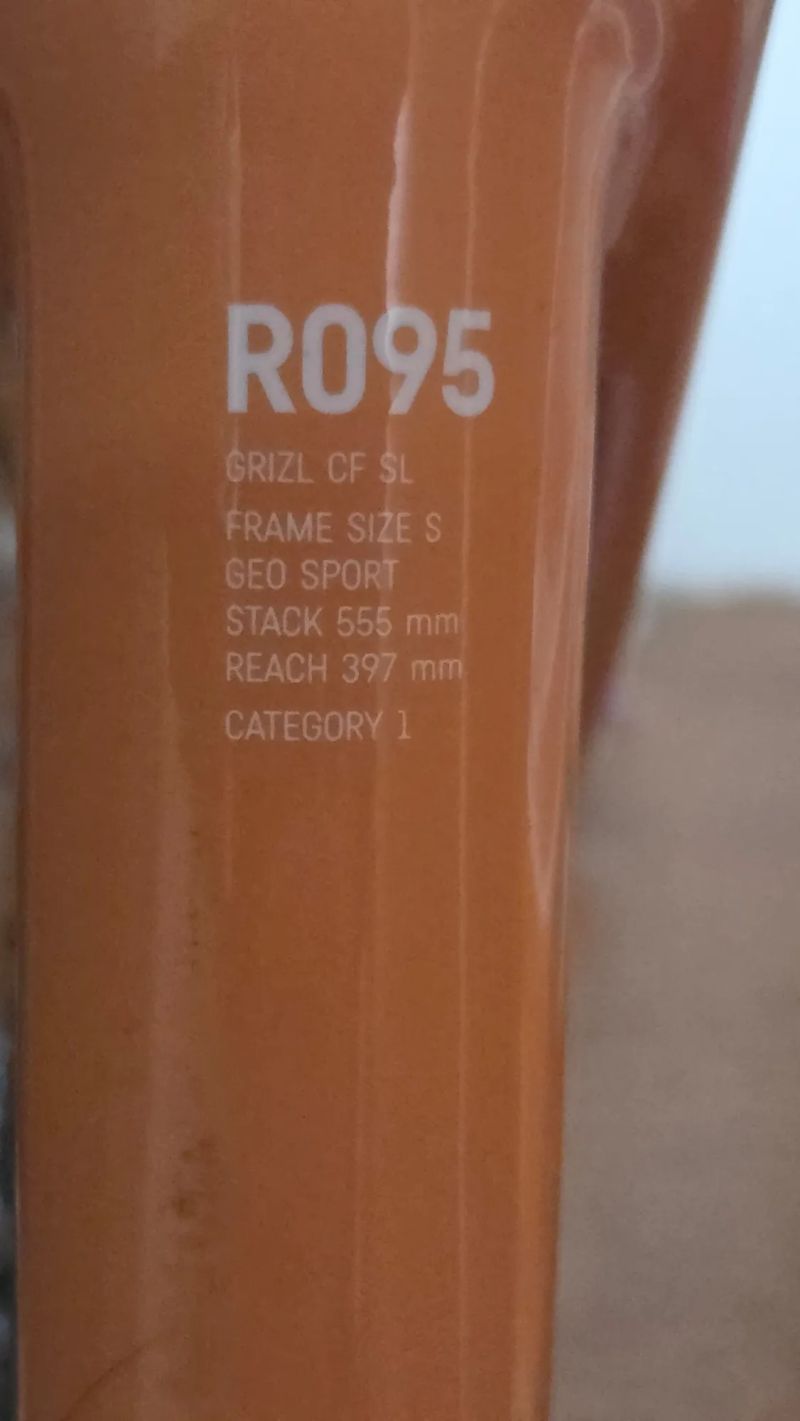 R095
GRIZL CF SL
FRAME SIZE S
GEO SPORT
STACK 555 mm
REACH 397 mm
CATEGORY 1